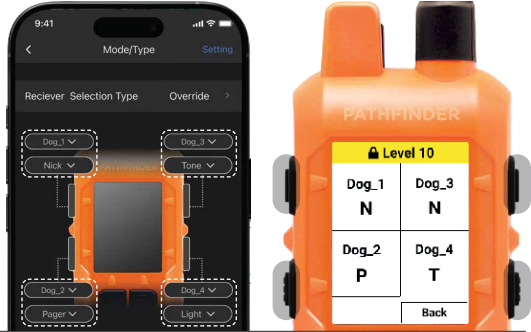 9:41
Mode/Type
Setting
Reciever Selection Type
Override
Dog_1
Dog_3
Nick
Tone
PATHFINDER
Dog_2
Dog_4
Pager
Light
PATHFINDER
Level 10
Dog_1
N
Dog_3
N
Dog_2
P
Dog_4
T
Back